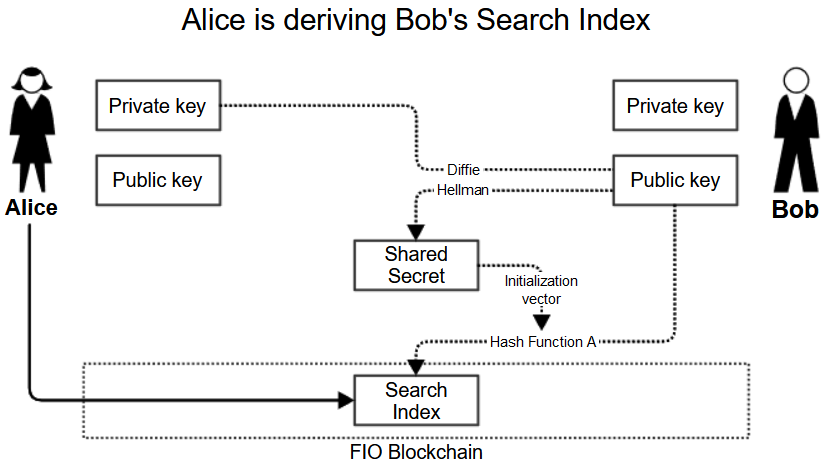 Alice is deriving Bob's Search Index
Private key
Private key
Diffie
Public key
Public key
Hellman
Alice
Bob
Shared
Secret
Initialization
vector
Hash Function A
Search
Index
FIO Blockchain